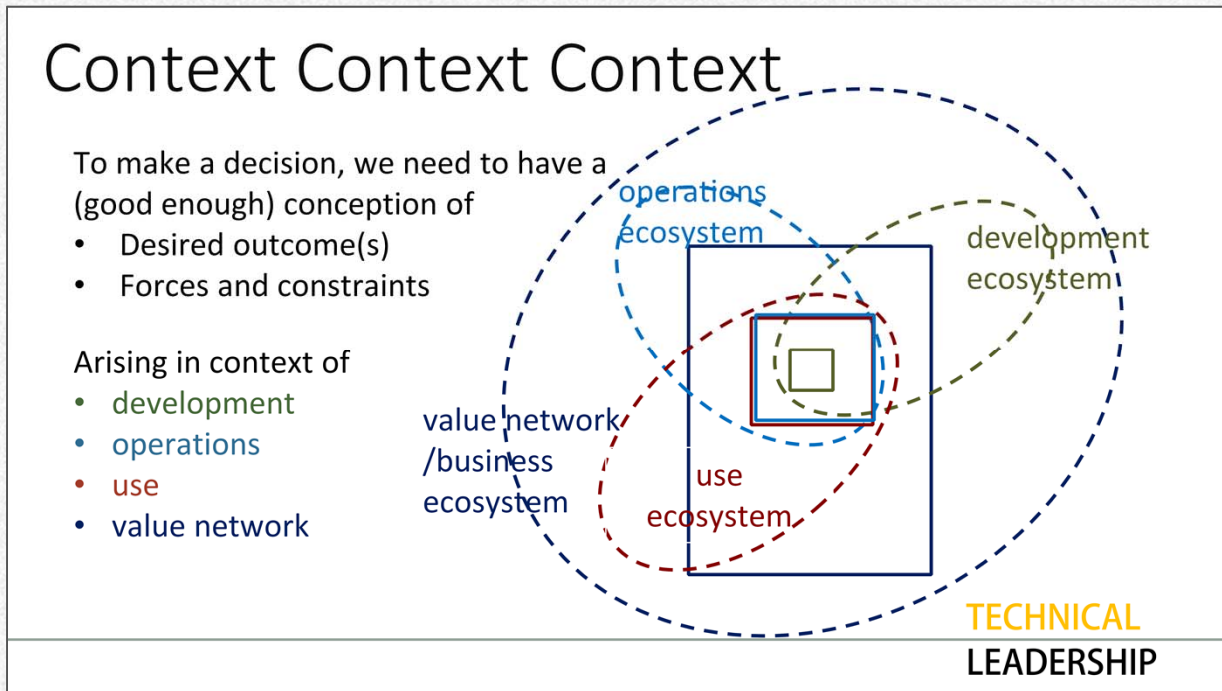 Context Context Context
To make a decision, we need to have a
(good enough) conception of
• Desired outcome(s)
• Forces and constraints
Arising in context of
• development
• operations
• use
• value network
operations
ecosystem
development
ecosystem
value network
/business
ecosystem
use
ecosystem
TECHNICAL
LEADERSHIP